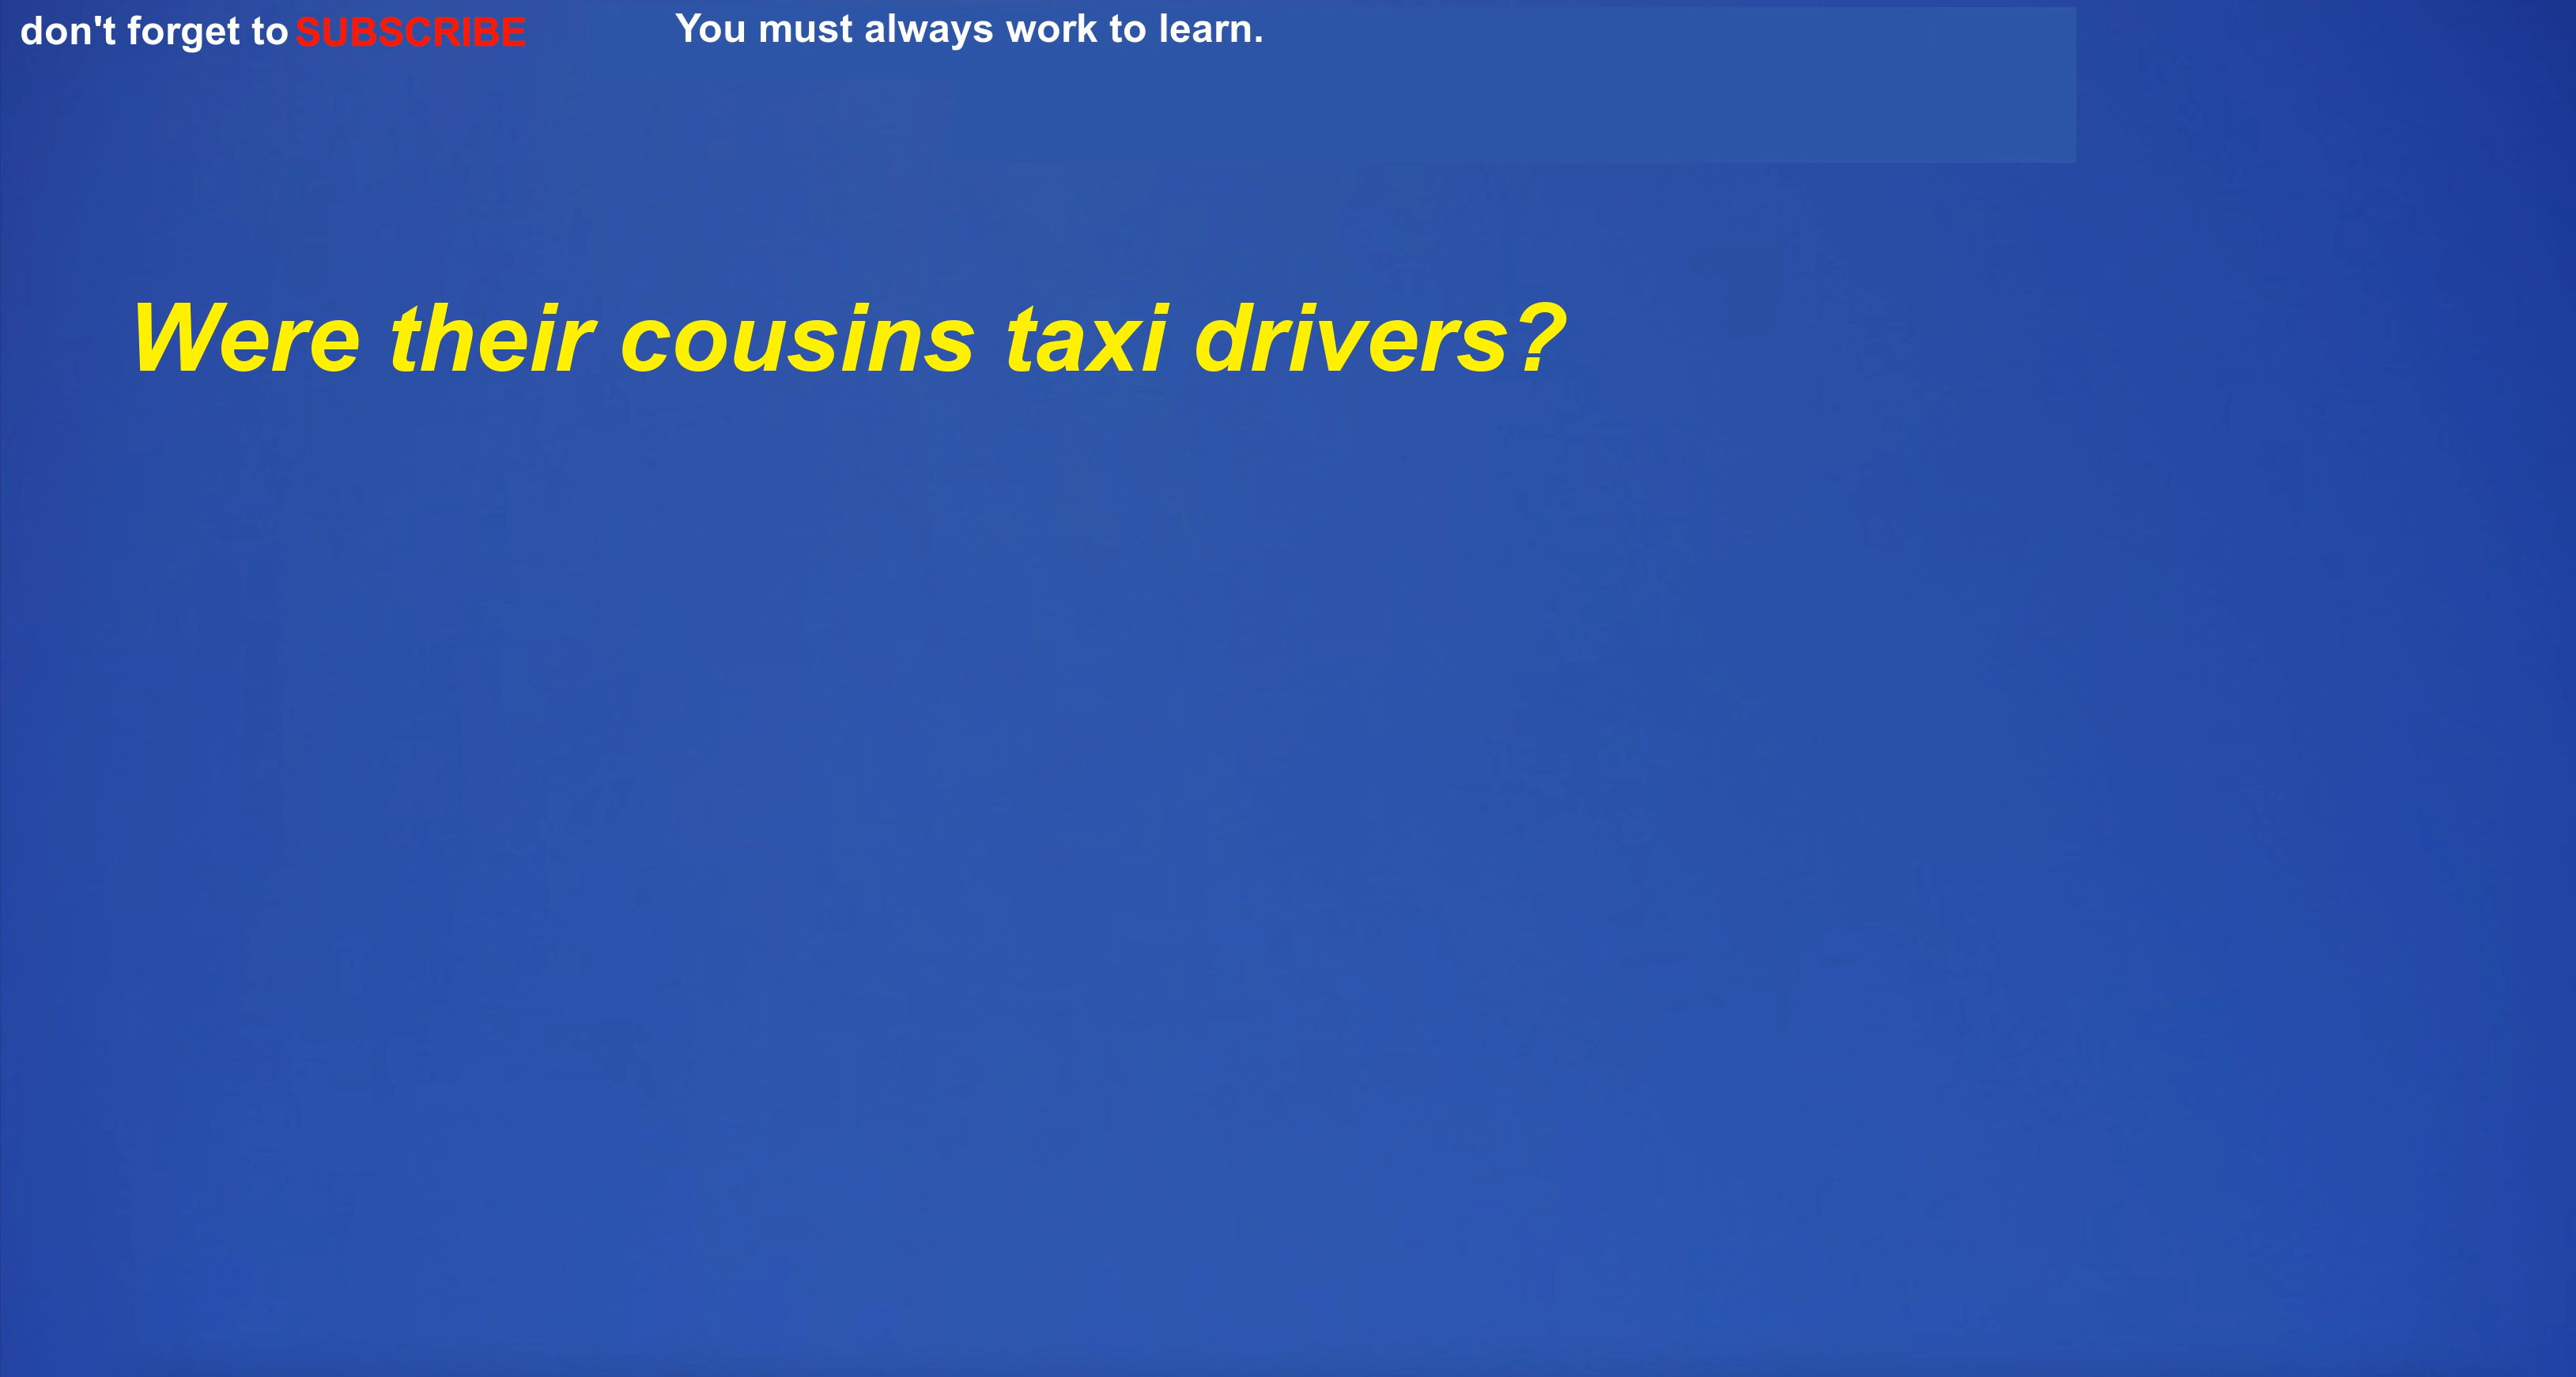 don't forget to SUBSCRIBE
You must always work to learn.
Were their cousins taxi drivers?